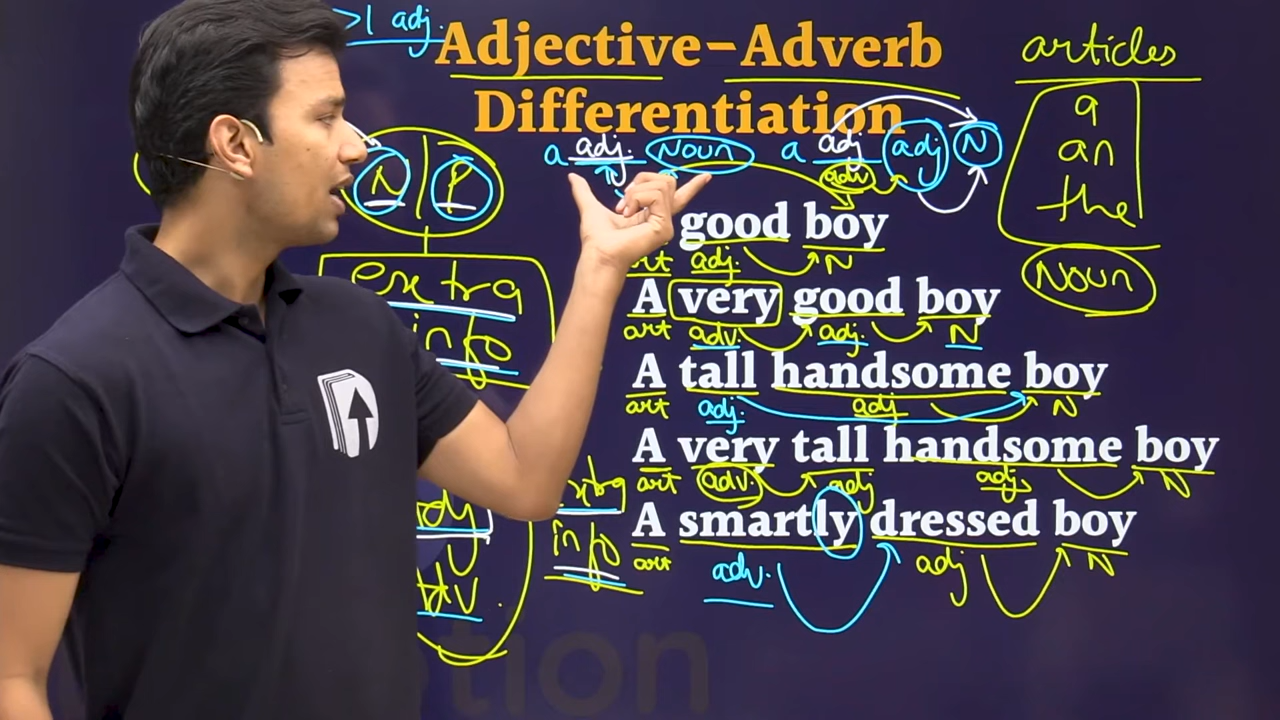 >1 adj.
Adjective-Adverb
Differentiation
articles
a
an
the
Noun
a adj. Noun
a adj adj N
adv
N P
extra
info
good boy
art adj. N
A very good boy
art adv. adj. N
A tall handsome boy
art adj. adj N
A very tall handsome boy
art adv. adj adj. N
A smartly dressed boy
art adv. adj N
info